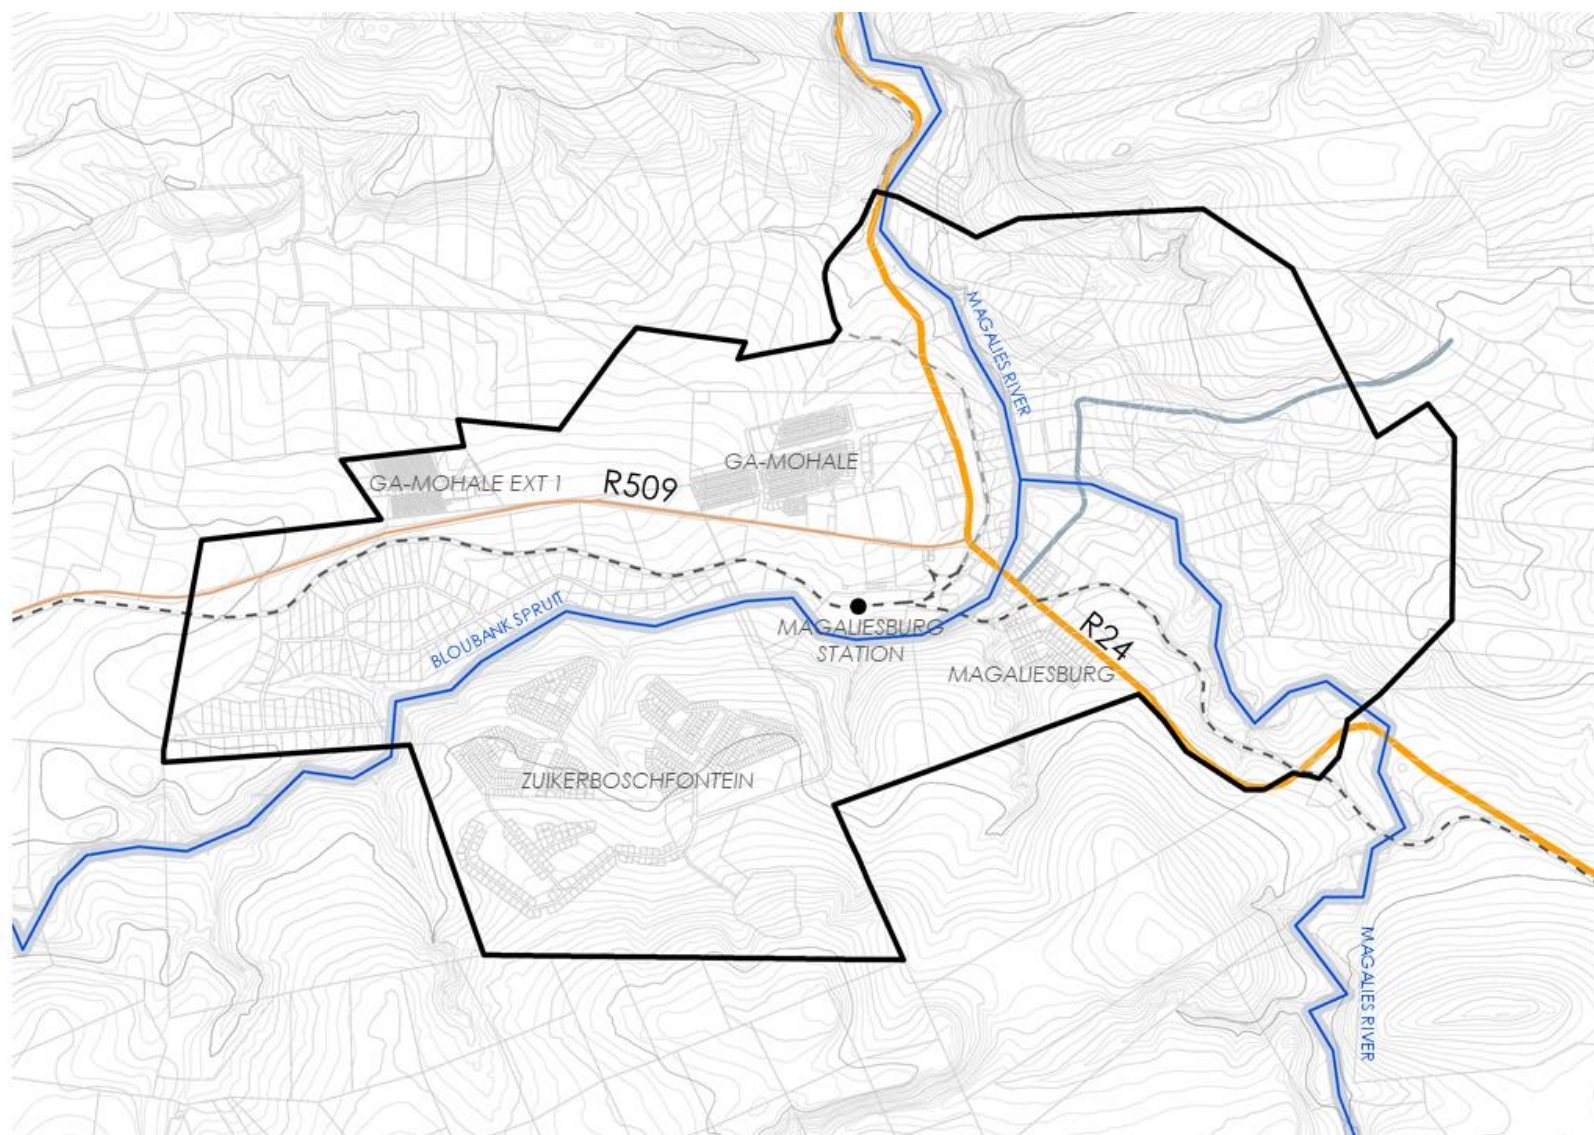 MAGALIES RIVER
GA-MOHALE
GA-MOHALE EXT 1
R509
BLOUBANK SPRUIT
MAGALIESBURG
STATION
R24
MAGALIESBURG
ZUIKERBOSCHFONTEIN
MAGALIES RIVER